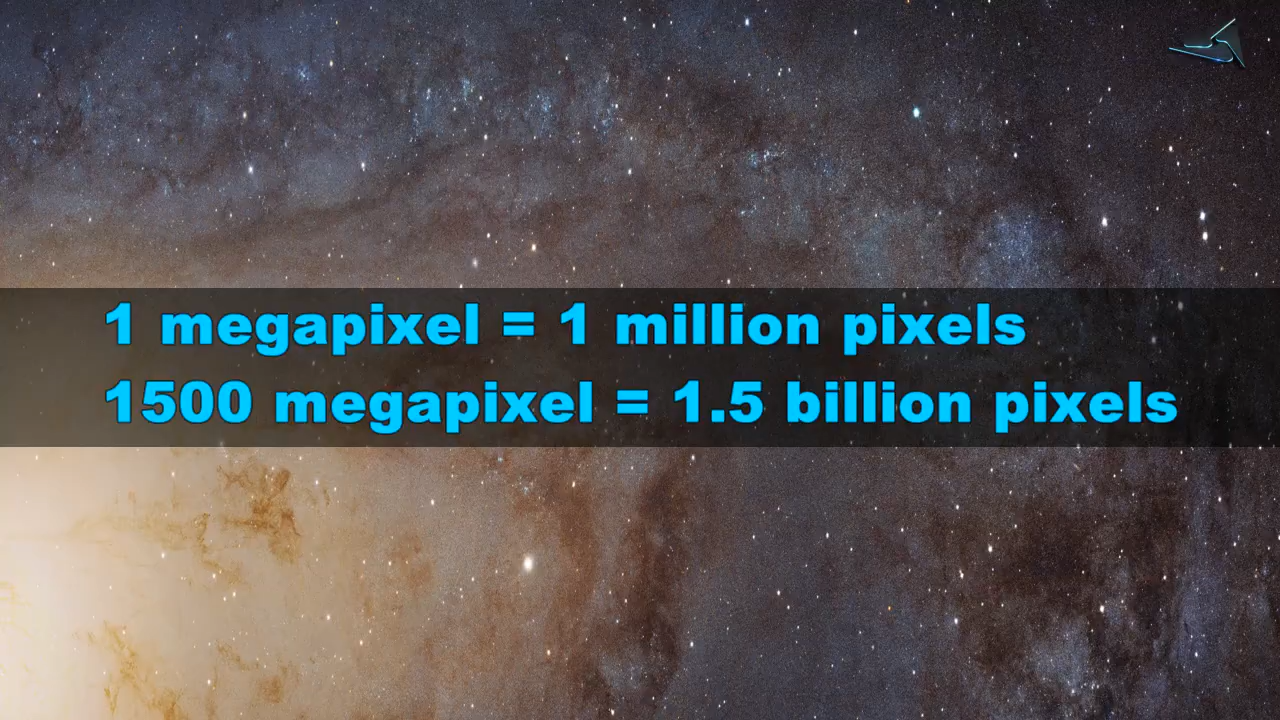 1 megapixel = 1 million pixels
1500 megapixel = 1.5 billion pixels